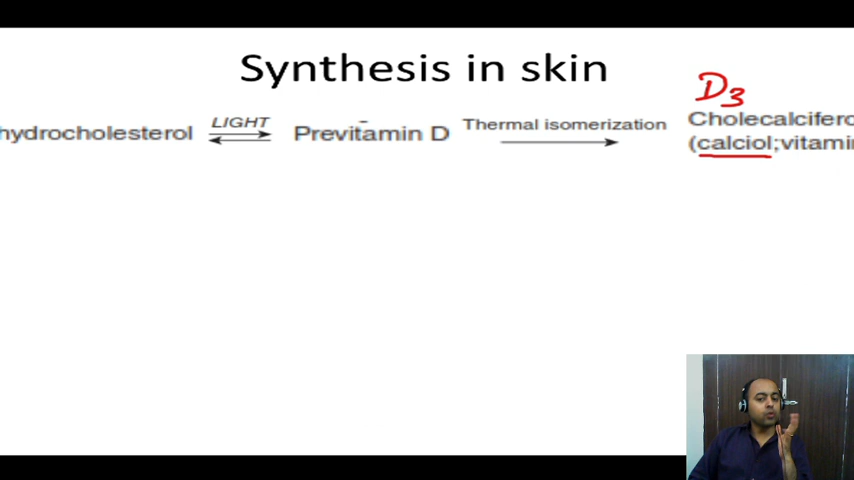 Synthesis in skin
D3
hydrocholesterol LIGHT Previtamin D Thermal isomerization Cholecalcifero
(calciol;vitami